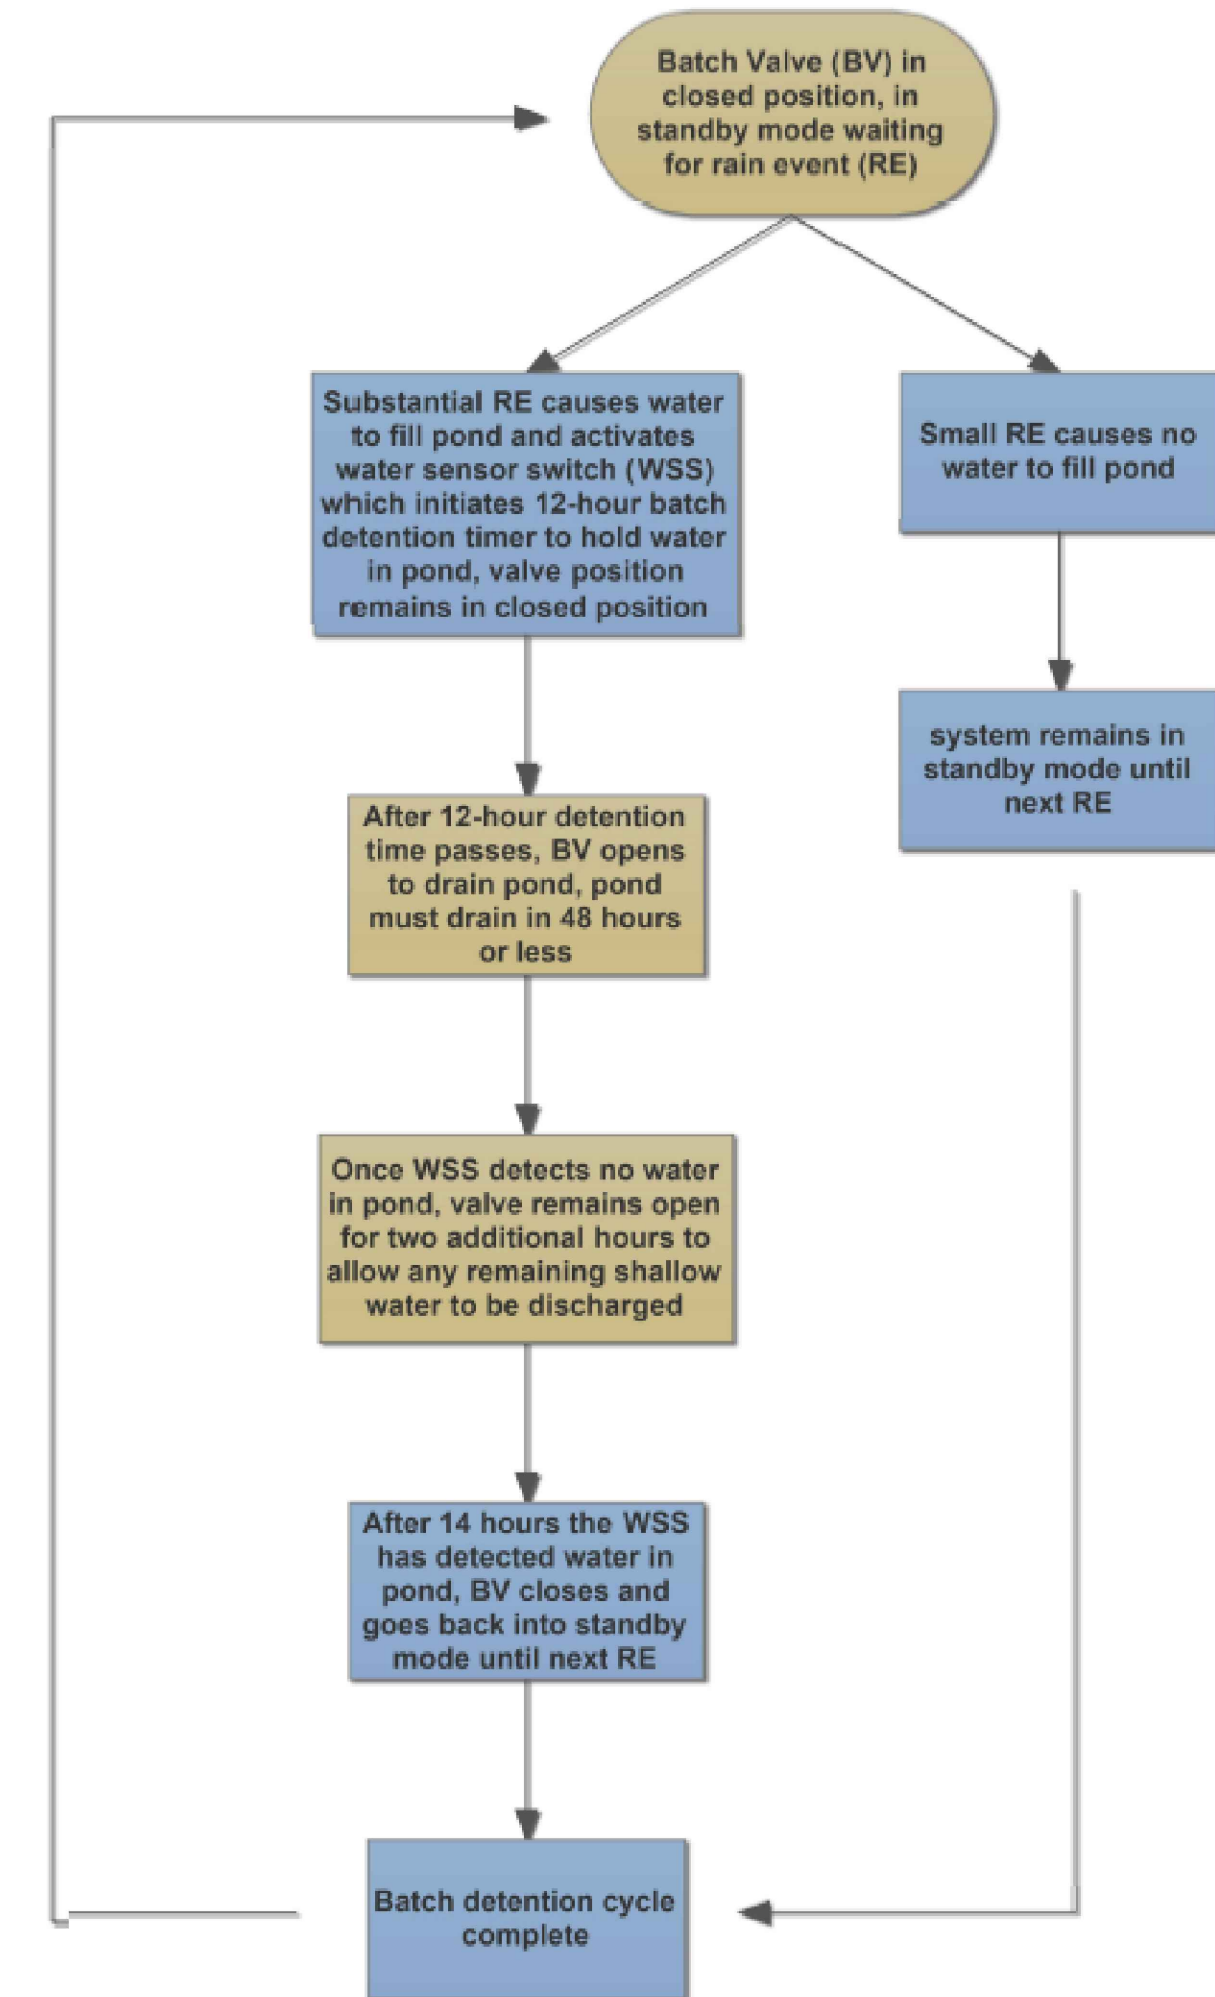 Batch Valve (BV) in
closed position, in
standby mode waiting
for rain event (RE)
Substantial RE causes water
to fill pond and activates
water sensor switch (WSS)
which initiates 12-hour batch
detention timer to hold water
in pond, valve position
remains in closed position
Small RE causes no
water to fill pond
system remains in
standby mode until
next RE
After 12-hour detention
time passes, BV opens
to drain pond, pond
must drain in 48 hours
or less
Once WSS detects no water
in pond, valve remains open
for two additional hours to
allow any remaining shallow
water to be discharged
After 14 hours the WSS
has detected water in
pond, BV closes and
goes back into standby
mode until next RE
Batch detention cycle
complete